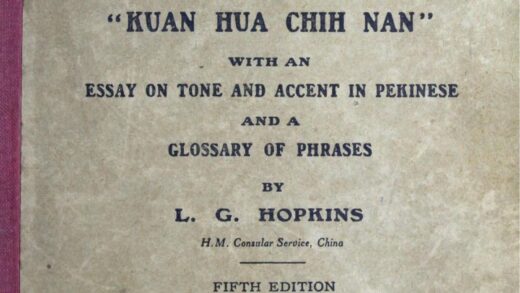 "KUAN HUA CHIH NAN"
WITH AN
ESSAY ON TONE AND ACCENT IN PEKINESE
AND A
GLOSSARY OF PHRASES
BY
L. G. HOPKINS
H.M. Consular Service, China
FIFTH EDITION